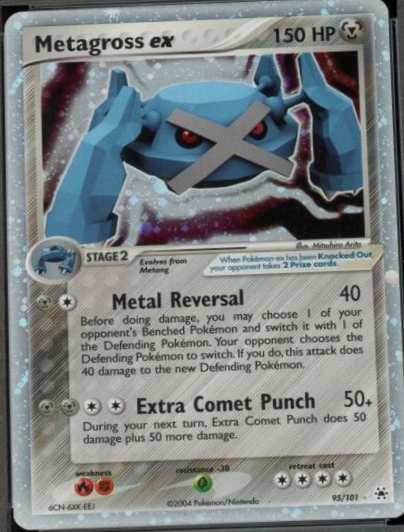 Metagross ex 150 HP
Illus. Mitsuhiro Arita
STAGE 2
Evolves from
Metang
When Pokémon-ex has been Knocked Out,
your opponent takes 2 Prize cards.
Metal Reversal 40
Before doing damage, you may choose 1 of your
opponent's Benched Pokémon and switch it with 1 of
the Defending Pokémon. Your opponent chooses the
Defending Pokémon to switch. If you do, this attack does
40 damage to the new Defending Pokémon.
Extra Comet Punch 50+
During your next turn, Extra Comet Punch does 50
damage plus 50 more damage.
weakness resistance -30 retreat cost
6CN-6XK-EEJ ©2004 Pokémon/Nintendo 95/101